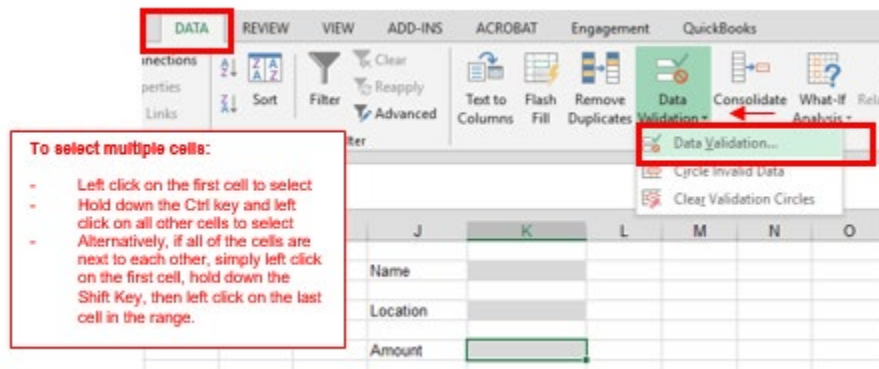 DATA REVIEW VIEW ADD-INS ACROBAT Engagement QuickBooks
nnections
perties
Links
Sort
Filter
Clear
Reapply
Advanced
Text to Columns
Flash Fill
Remove Duplicates
Data Validation
Consolidate
What-If Analysis
Rela
lter
Data Validation...
Circle Invalid Data
Clear Validation Circles
To select multiple cells:
- Left click on the first cell to select
- Hold down the Ctrl key and left
click on all other cells to select
- Alternatively, if all of the cells are
next to each other, simply left click
on the first cell, hold down the
Shift Key, then left click on the last
cell in the range.
J K L M N O
Name
Location
Amount